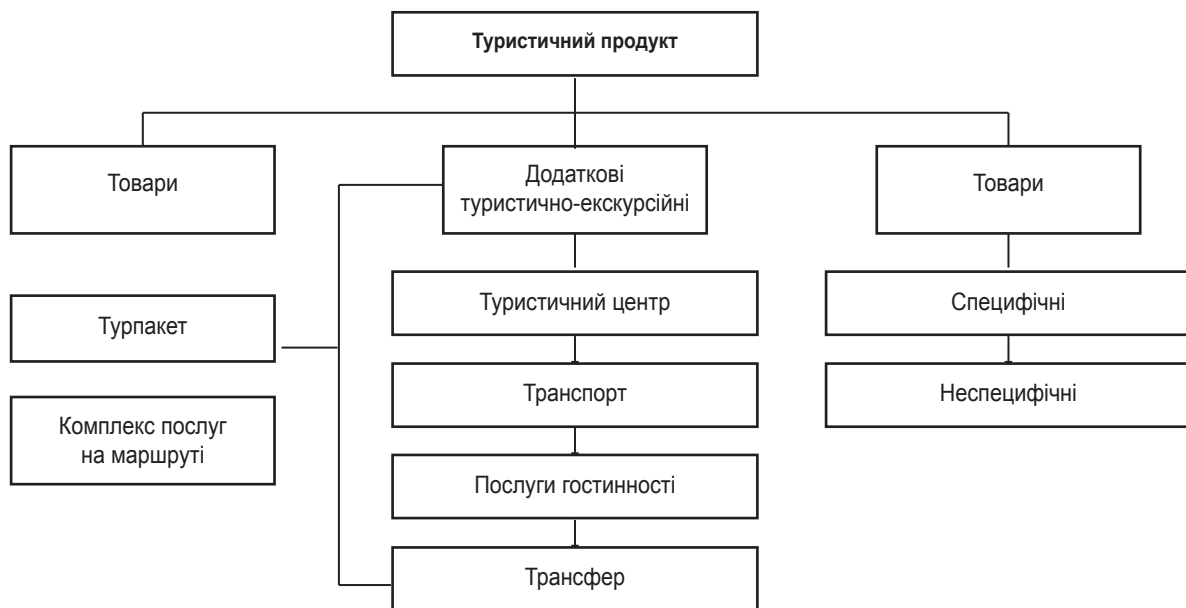 Туристичний продукт
Товари
Додаткові
туристично-екскурсійні
Товари
Турпакет
Туристичний центр
Специфічні
Транспорт
Неспецифічні
Комплекс послуг
на маршруті
Послуги гостинності
Трансфер